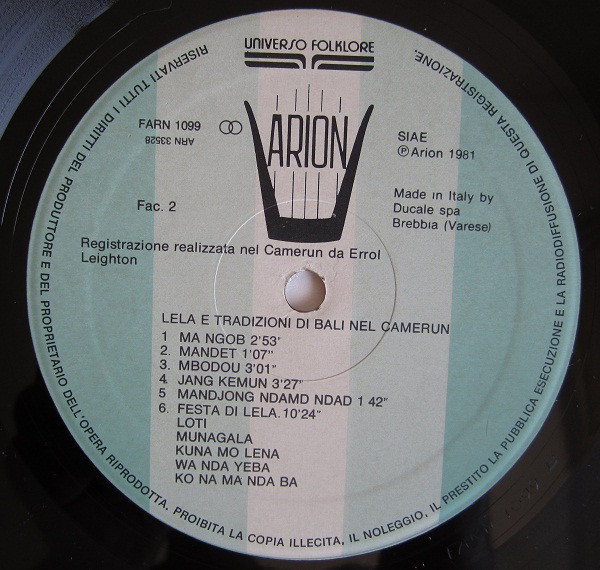 UNIVERSO FOLKLORE
ARION
FARN 1099
ARN 33528
SIAE
Ⓟ Arion 1981
Fac. 2
Made in Italy by
Ducale spa
Brebbia (Varese)
Registrazione realizzata nel Camerun da Errol
Leighton
LELA E TRADIZIONI DI BALI NEL CAMERUN
1 MA NGOB 2'53"
2. MANDET 1'07"
3. MBODOU 3'01"
4. JANG KEMUN 3'27"
5 MANDJONG NDAMD NDAD 1 42"
6. FESTA DI LELA. 10'24"
LOTI
MUNAGALA
KUNA MO LENA
WA NDA YEBA
KO NA MA NDA BA
RISERVATI TUTTI I DIRITTI DEL PRODUTTORE E DEL PROPRIETARIO DELL'OPERA RIPRODOTTA. PROIBITA LA COPIA ILLECITA, IL NOLEGGIO, IL PRESTITO LA PUBBLICA ESECUZIONE E LA RADIODIFFUSIONE DI QUESTA REGISTRAZIONE.